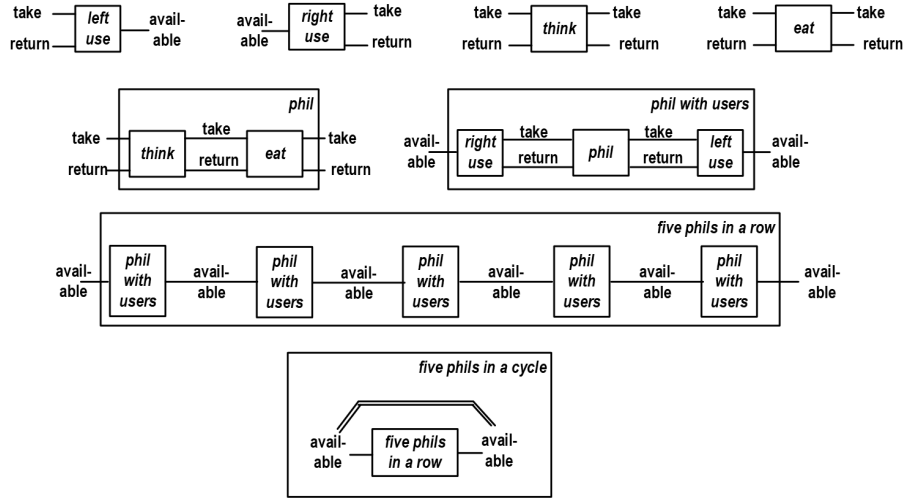 take
return
left
use
avail-
able
avail-
able
right
use
take
return
take
return
think
take
return
take
return
eat
take
return
phil
take
return
think
take
return
eat
take
return
phil with users
avail-
able
right
use
take
return
phil
take
return
left
use
avail-
able
five phils in a row
avail-
able
phil
with
users
avail-
able
phil
with
users
avail-
able
phil
with
users
avail-
able
phil
with
users
avail-
able
phil
with
users
avail-
able
five phils in a cycle
avail-
able
five phils
in a row
avail-
able